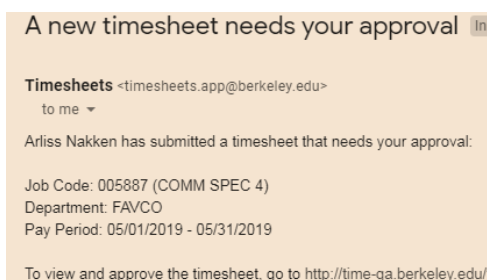 A new timesheet needs your approval In
Timesheets <timesheets.app@berkeley.edu>
to me
Arliss Nakken has submitted a timesheet that needs your approval:
Job Code: 005887 (COMM SPEC 4)
Department: FAVCO
Pay Period: 05/01/2019 - 05/31/2019
To view and approve the timesheet, go to http://time-qa.berkeley.edu/